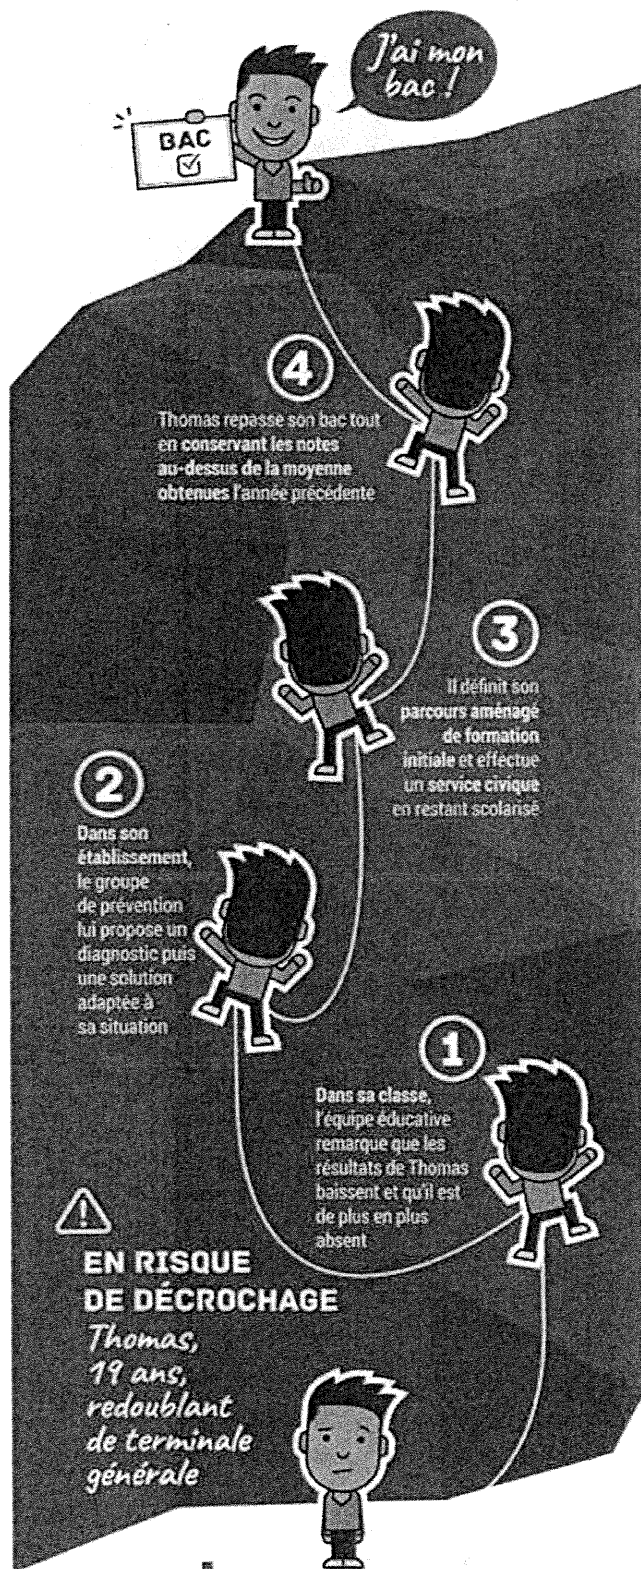 J'ai mon
bac !
BAC
4
Thomas repasse son bac tout
en conservant les notes
au-dessus de la moyenne
obtenues l'année précédente
3
Il définit son
parcours aménagé
de formation
initiale et effectue
un service civique
en restant scolarisé
2
Dans son
établissement,
le groupe
de prévention
lui propose un
diagnostic puis
une solution
adaptée à
sa situation
1
Dans sa classe,
l'équipe éducative
remarque que les
résultats de Thomas
baissent et qu'il est
de plus en plus
absent
!
EN RISQUE
DE DÉCROCHAGE
Thomas,
19 ans,
redoublant
de terminale
générale